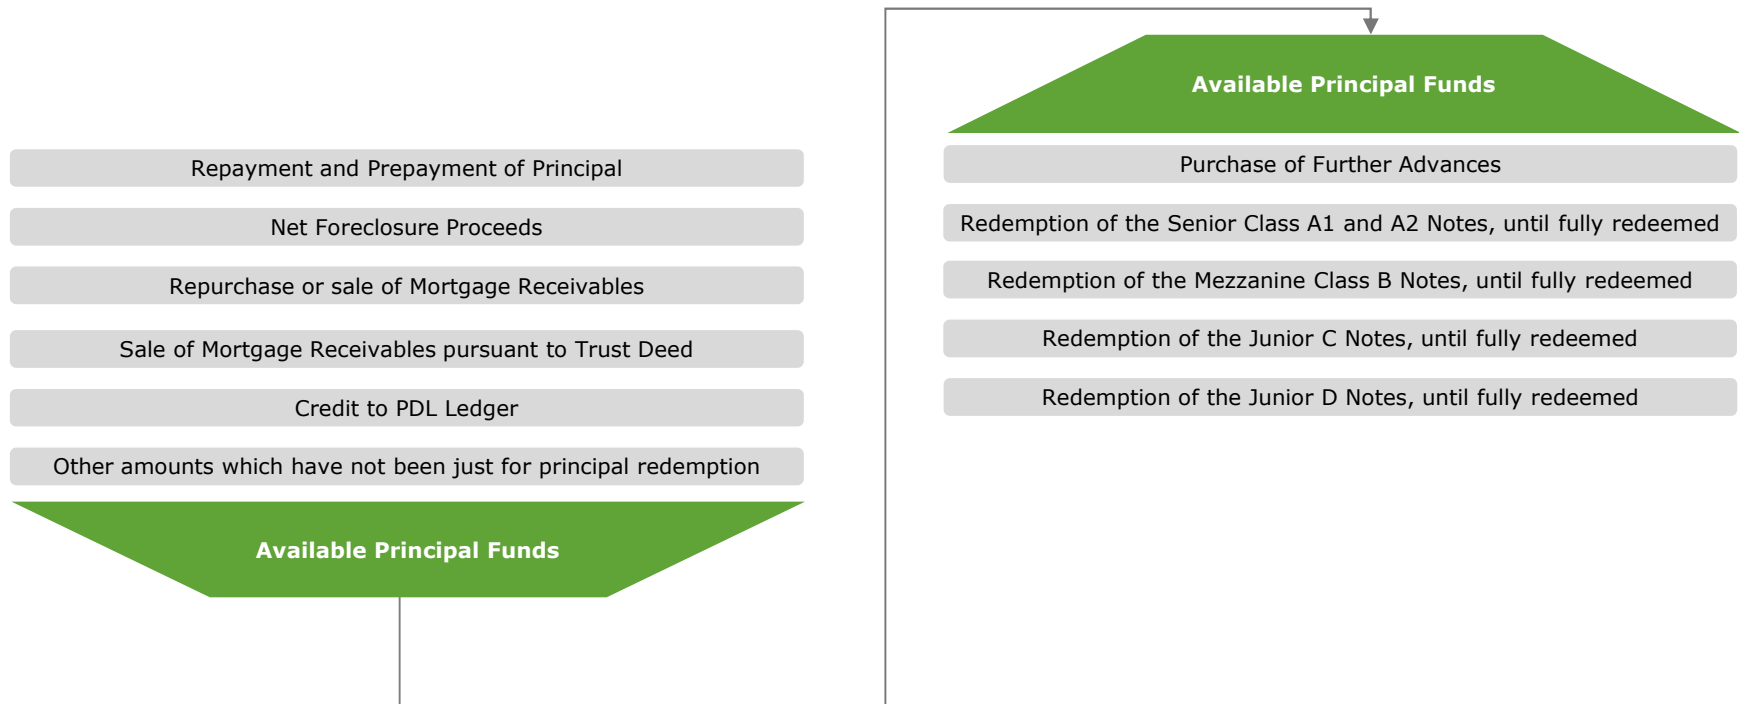 Repayment and Prepayment of Principal
Net Foreclosure Proceeds
Repurchase or sale of Mortgage Receivables
Sale of Mortgage Receivables pursuant to Trust Deed
Credit to PDL Ledger
Other amounts which have not been just for principal redemption
Available Principal Funds
Available Principal Funds
Purchase of Further Advances
Redemption of the Senior Class A1 and A2 Notes, until fully redeemed
Redemption of the Mezzanine Class B Notes, until fully redeemed
Redemption of the Junior C Notes, until fully redeemed
Redemption of the Junior D Notes, until fully redeemed